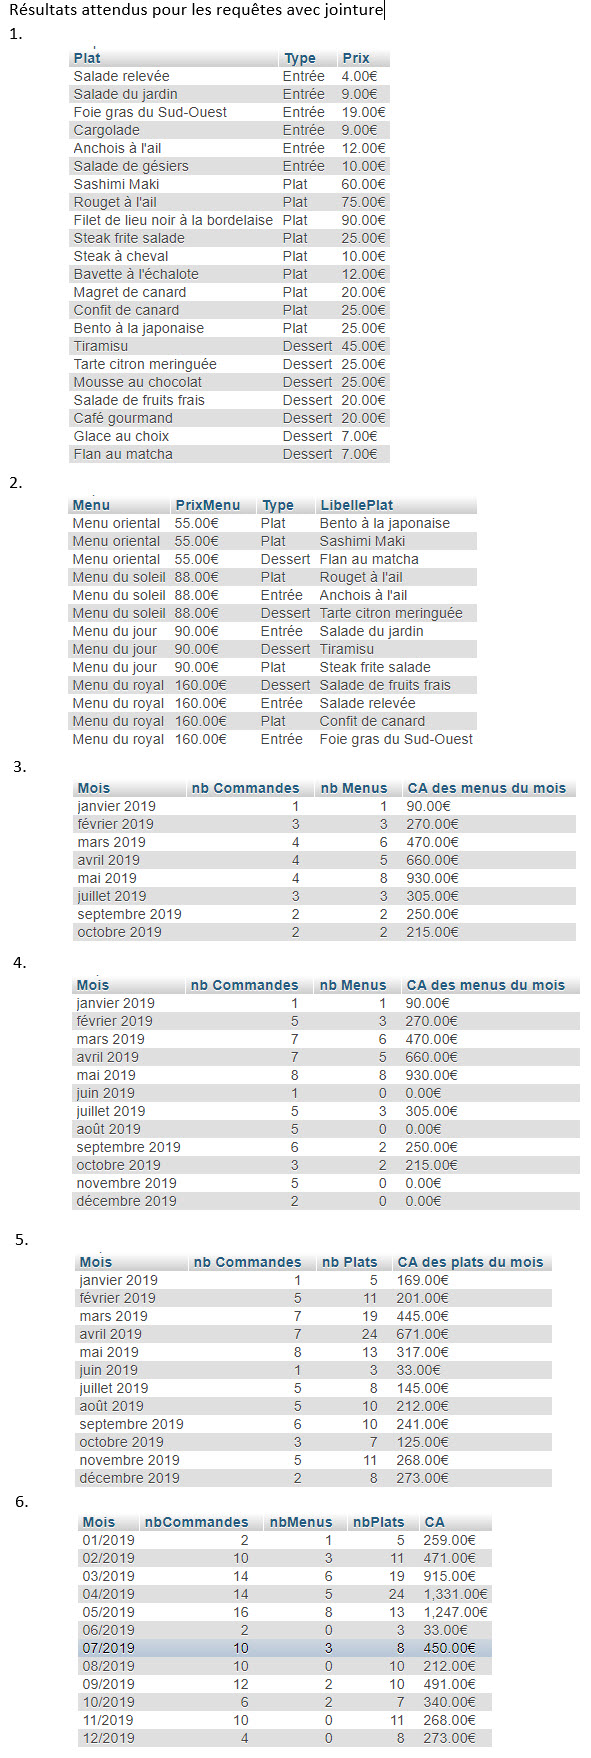 Résultats attendus pour les requêtes avec jointure
1.
Plat Type Prix
Salade relevée Entrée 4.00€
Salade du jardin Entrée 9.00€
Foie gras du Sud-Ouest Entrée 19.00€
Cargolade Entrée 9.00€
Anchois à l'ail Entrée 12.00€
Salade de gésiers Entrée 10.00€
Sashimi Maki Plat 60.00€
Rouget à l'ail Plat 75.00€
Filet de lieu noir à la bordelaise Plat 90.00€
Steak frite salade Plat 25.00€
Steak à cheval Plat 10.00€
Bavette à l'échalote Plat 12.00€
Magret de canard Plat 20.00€
Confit de canard Plat 25.00€
Bento à la japonaise Plat 25.00€
Tiramisu Dessert 45.00€
Tarte citron meringuée Dessert 25.00€
Mousse au chocolat Dessert 25.00€
Salade de fruits frais Dessert 20.00€
Café gourmand Dessert 20.00€
Glace au choix Dessert 7.00€
Flan au matcha Dessert 7.00€
2.
Menu PrixMenu Type LibellePlat
Menu oriental 55.00€ Plat Bento à la japonaise
Menu oriental 55.00€ Plat Sashimi Maki
Menu oriental 55.00€ Dessert Flan au matcha
Menu du soleil 88.00€ Plat Rouget à l'ail
Menu du soleil 88.00€ Entrée Anchois à l'ail
Menu du soleil 88.00€ Dessert Tarte citron meringuée
Menu du jour 90.00€ Entrée Salade du jardin
Menu du jour 90.00€ Dessert Tiramisu
Menu du jour 90.00€ Plat Steak frite salade
Menu du royal 160.00€ Dessert Salade de fruits frais
Menu du royal 160.00€ Entrée Salade relevée
Menu du royal 160.00€ Plat Confit de canard
Menu du royal 160.00€ Entrée Foie gras du Sud-Ouest
3.
Mois nb Commandes nb Menus CA des menus du mois
janvier 2019 1 1 90.00€
février 2019 3 3 270.00€
mars 2019 4 6 470.00€
avril 2019 4 5 660.00€
mai 2019 4 8 930.00€
juillet 2019 3 3 305.00€
septembre 2019 2 2 250.00€
octobre 2019 2 2 215.00€
4.
Mois nb Commandes nb Menus CA des menus du mois
janvier 2019 1 1 90.00€
février 2019 5 3 270.00€
mars 2019 7 6 470.00€
avril 2019 7 5 660.00€
mai 2019 8 8 930.00€
juin 2019 1 0 0.00€
juillet 2019 5 3 305.00€
août 2019 5 0 0.00€
septembre 2019 6 2 250.00€
octobre 2019 3 2 215.00€
novembre 2019 5 0 0.00€
décembre 2019 2 0 0.00€
5.
Mois nb Commandes nb Plats CA des plats du mois
janvier 2019 1 5 169.00€
février 2019 5 11 201.00€
mars 2019 7 19 445.00€
avril 2019 7 24 671.00€
mai 2019 8 13 317.00€
juin 2019 1 3 33.00€
juillet 2019 5 8 145.00€
août 2019 5 10 212.00€
septembre 2019 6 10 241.00€
octobre 2019 3 7 125.00€
novembre 2019 5 11 268.00€
décembre 2019 2 8 273.00€
6.
Mois nbCommandes nbMenus nbPlats CA
01/2019 2 1 5 259.00€
02/2019 10 3 11 471.00€
03/2019 14 6 19 915.00€
04/2019 14 5 24 1,331.00€
05/2019 16 8 13 1,247.00€
06/2019 2 0 3 33.00€
07/2019 10 3 8 450.00€
08/2019 10 0 10 212.00€
09/2019 12 2 10 491.00€
10/2019 6 2 7 340.00€
11/2019 10 0 11 268.00€
12/2019 4 0 8 273.00€